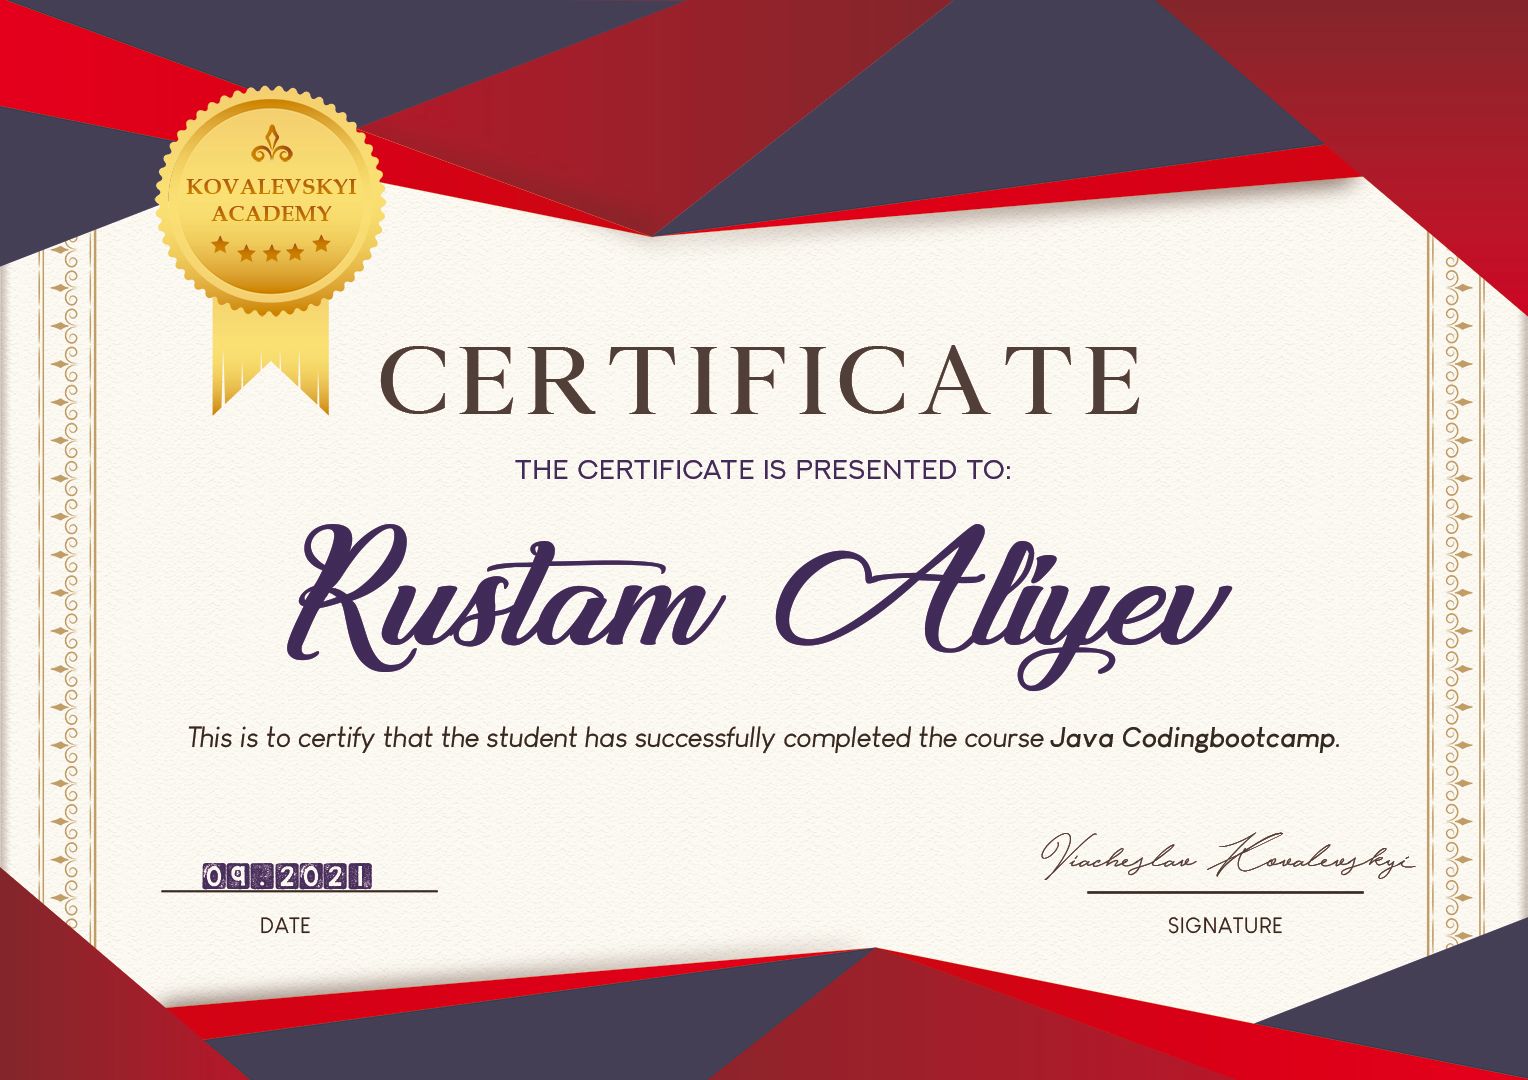 KOVALEVSKYI
ACADEMY
CERTIFICATE
THE CERTIFICATE IS PRESENTED TO:
Rustam Aliyev
This is to certify that the student has successfully completed the course Java Codingbootcamp.
09.2021
DATE
Viacheslav Kovalevskyi
SIGNATURE